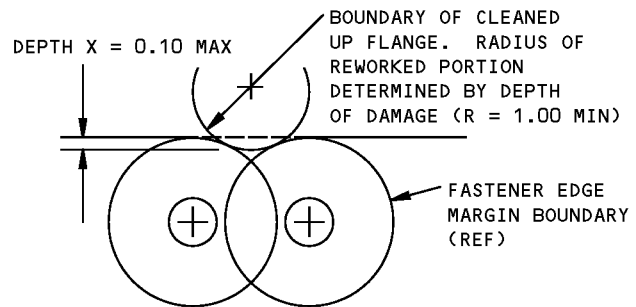 BOUNDARY OF CLEANED
UP FLANGE. RADIUS OF
REWORKED PORTION
DETERMINED BY DEPTH
OF DAMAGE (R = 1.00 MIN)
DEPTH X = 0.10 MAX
FASTENER EDGE
MARGIN BOUNDARY
(REF)